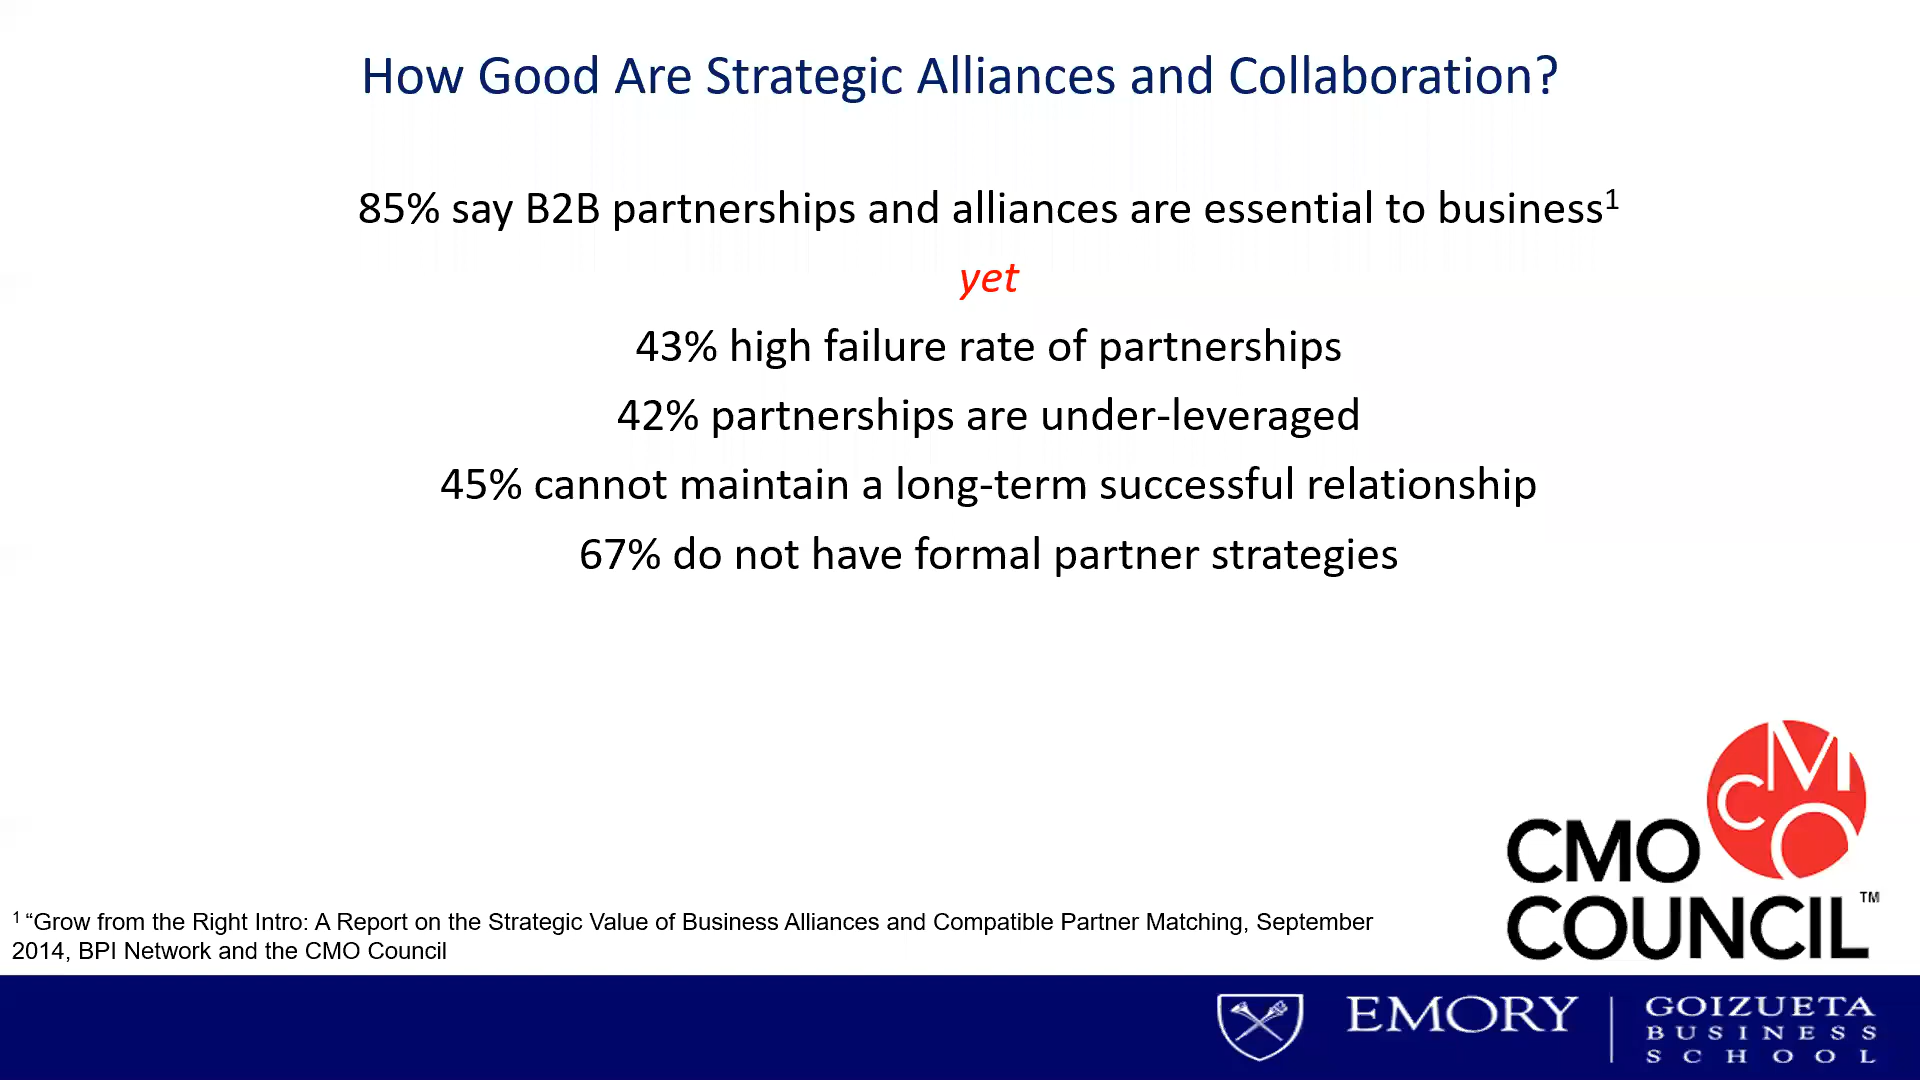 How Good Are Strategic Alliances and Collaboration?
85% say B2B partnerships and alliances are essential to business¹
yet
43% high failure rate of partnerships
42% partnerships are under-leveraged
45% cannot maintain a long-term successful relationship
67% do not have formal partner strategies
CMO
CMO
COUNCIL™
¹ “Grow from the Right Intro: A Report on the Strategic Value of Business Alliances and Compatible Partner Matching, September
2014, BPI Network and the CMO Council
EMORY
GOIZUETA
BUSINESS
SCHOOL